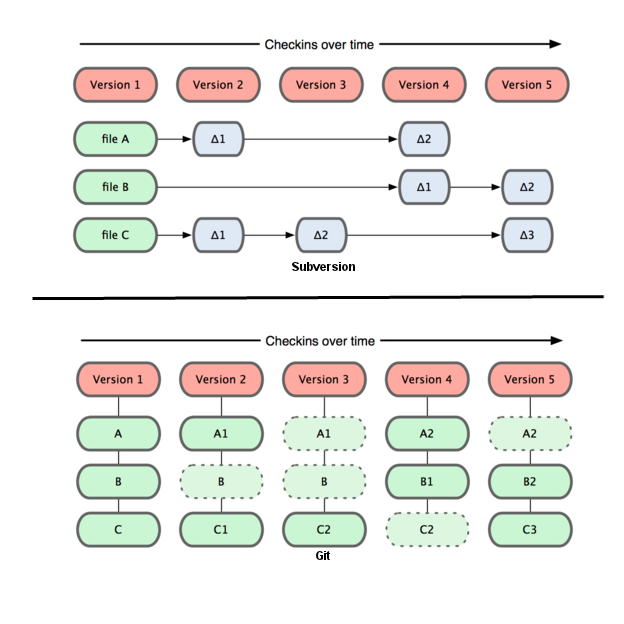 Checkins over time
Version 1 Version 2 Version 3 Version 4 Version 5
file A Δ1 Δ2
file B Δ1 Δ2
file C Δ1 Δ2 Δ3
Subversion
Checkins over time
Version 1 Version 2 Version 3 Version 4 Version 5
A A1 A1 A2 A2
B B B B1 B2
C C1 C2 C2 C3
Git